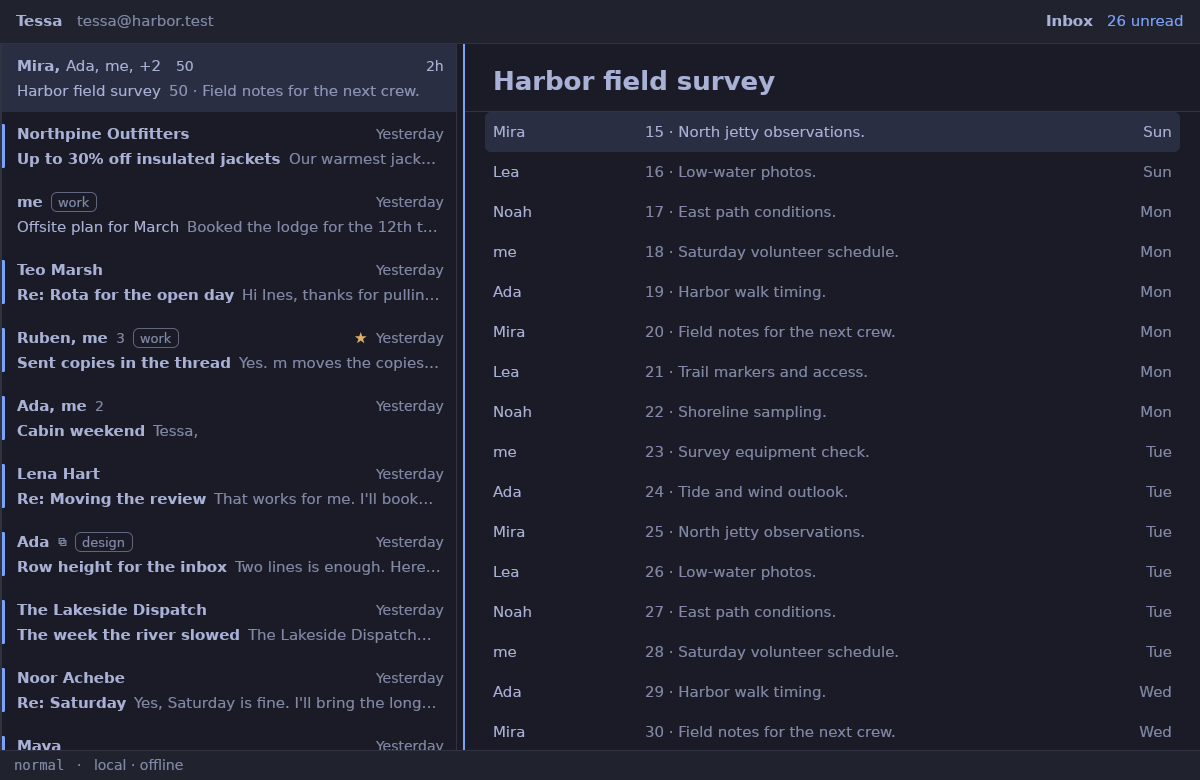 Tessa tessa@harbor.test
Inbox 26 unread
Mira, Ada, me, +2 50 2h
Harbor field survey 50 · Field notes for the next crew.
Northpine Outfitters Yesterday
Up to 30% off insulated jackets Our warmest jack…
me work Yesterday
Offsite plan for March Booked the lodge for the 12th t…
Teo Marsh Yesterday
Re: Rota for the open day Hi Ines, thanks for pullin…
Ruben, me 3 work ★ Yesterday
Sent copies in the thread Yes. m moves the copies…
Ada, me 2 Yesterday
Cabin weekend Tessa,
Lena Hart Yesterday
Re: Moving the review That works for me. I'll book…
Ada design Yesterday
Row height for the inbox Two lines is enough. Here…
The Lakeside Dispatch Yesterday
The week the river slowed The Lakeside Dispatch…
Noor Achebe Yesterday
Re: Saturday Yes, Saturday is fine. I'll bring the long…
Maya Yesterday
Harbor field survey
Mira 15 · North jetty observations. Sun
Lea 16 · Low-water photos. Sun
Noah 17 · East path conditions. Mon
me 18 · Saturday volunteer schedule. Mon
Ada 19 · Harbor walk timing. Mon
Mira 20 · Field notes for the next crew. Mon
Lea 21 · Trail markers and access. Mon
Noah 22 · Shoreline sampling. Mon
me 23 · Survey equipment check. Tue
Ada 24 · Tide and wind outlook. Tue
Mira 25 · North jetty observations. Tue
Lea 26 · Low-water photos. Tue
Noah 27 · East path conditions. Tue
me 28 · Saturday volunteer schedule. Tue
Ada 29 · Harbor walk timing. Wed
Mira 30 · Field notes for the next crew. Wed
normal · local · offline